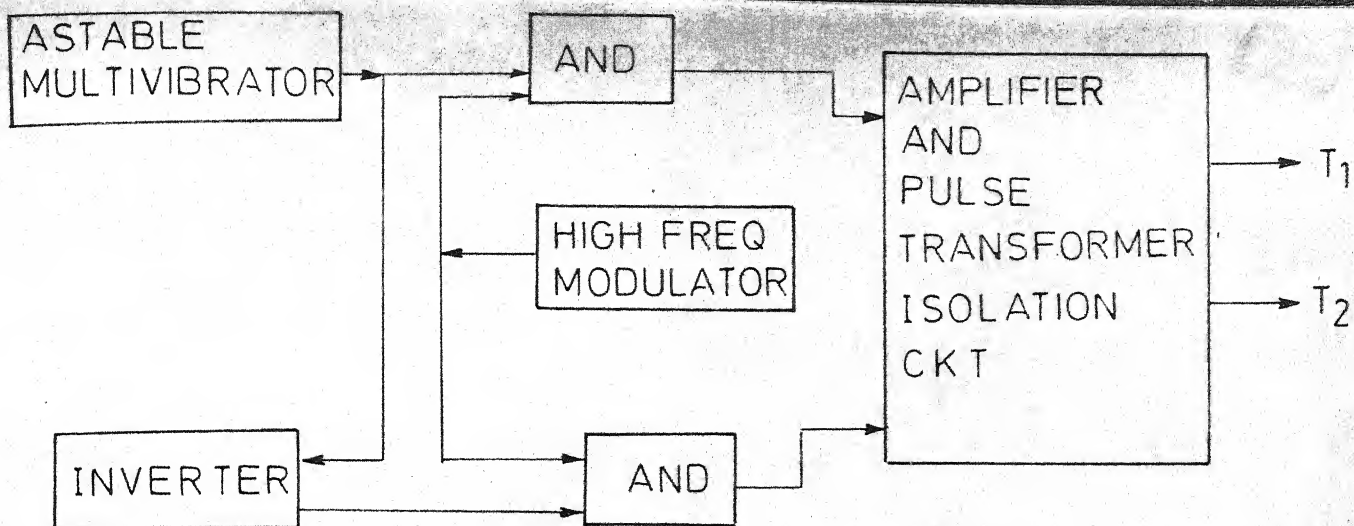 ASTABLE
MULTIVIBRATOR
AND
HIGH FREQ
MODULATOR
AMPLIFIER
AND
PULSE
TRANSFORMER
ISOLATION
CKT
T1
T2
INVERTER
AND